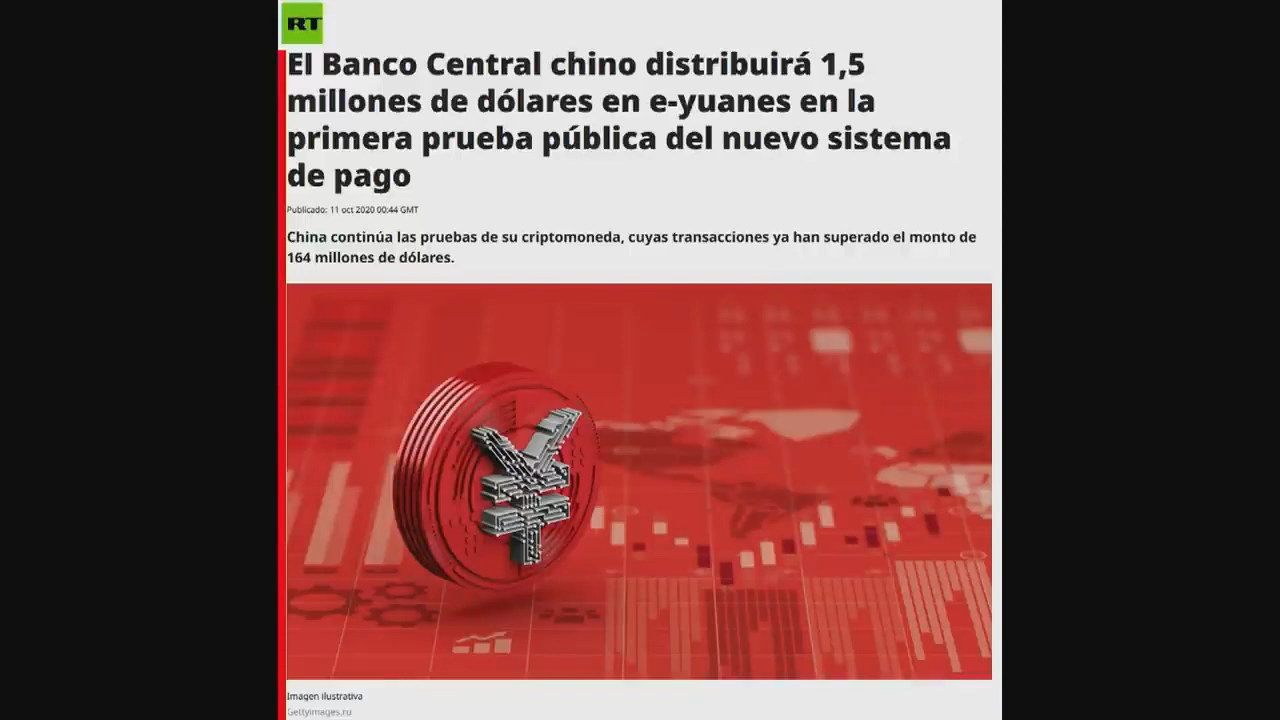 RT
El Banco Central chino distribuirá 1,5
millones de dólares en e-yuanes en la
primera prueba pública del nuevo sistema
de pago
Publicado: 11 oct 2020 00:44 GMT
China continúa las pruebas de su criptomoneda, cuyas transacciones ya han superado el monto de
164 millones de dólares.
Imagen ilustrativa
Gettyimages.ru